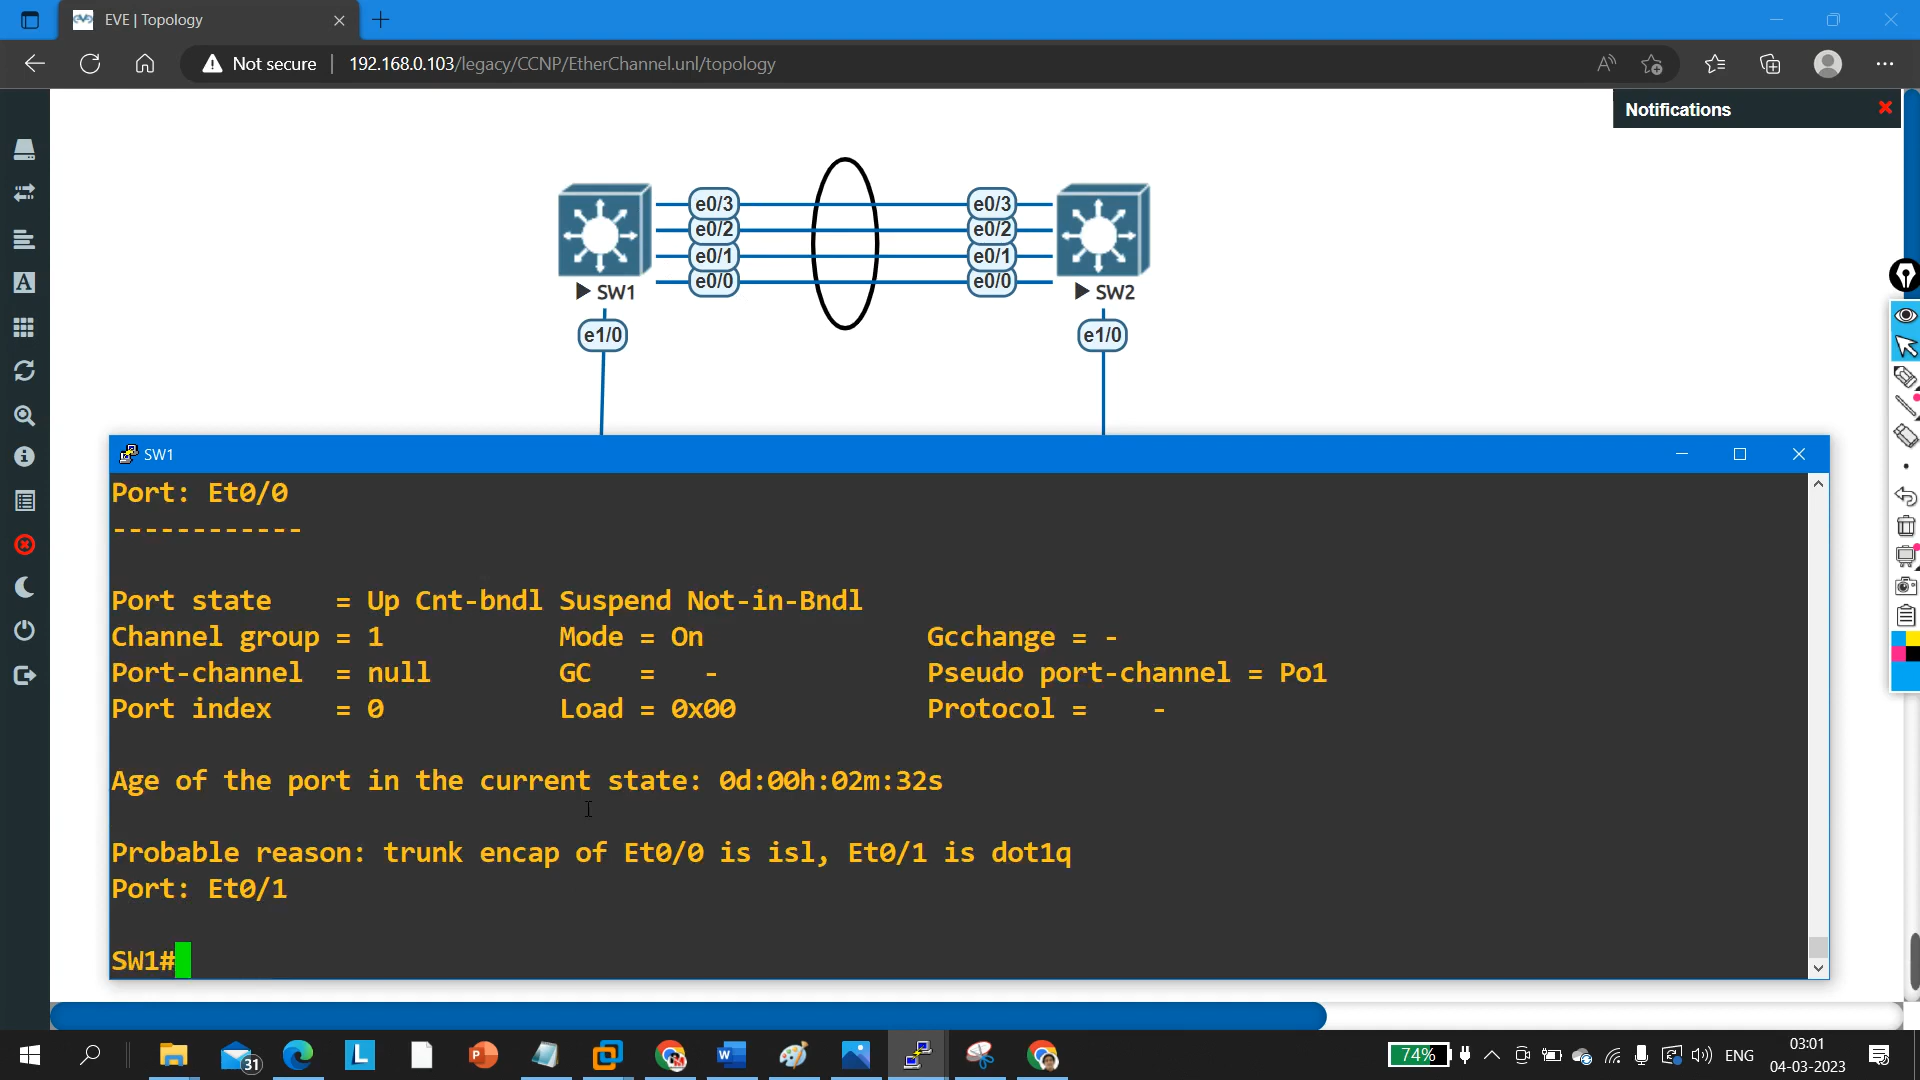 EVE | Topology
Not secure
192.168.0.103/legacy/CCNP/EtherChannel.unl/topology
Notifications
e0/3
e0/3
e0/2
e0/2
e0/1
e0/1
e0/0
e0/0
SW1
SW2
e1/0
e1/0
SW1
Port: Et0/0
------------
Port state    = Up Cnt-bndl Suspend Not-in-Bndl
Channel group = 1           Mode = On              Gcchange = -
Port-channel  = null        GC   =   -             Pseudo port-channel = Po1
Port index    = 0           Load = 0x00            Protocol =    -
Age of the port in the current state: 0d:00h:02m:32s
Probable reason: trunk encap of Et0/0 is isl, Et0/1 is dot1q
Port: Et0/1
SW1#
31
74%
ENG
03:01
04-03-2023